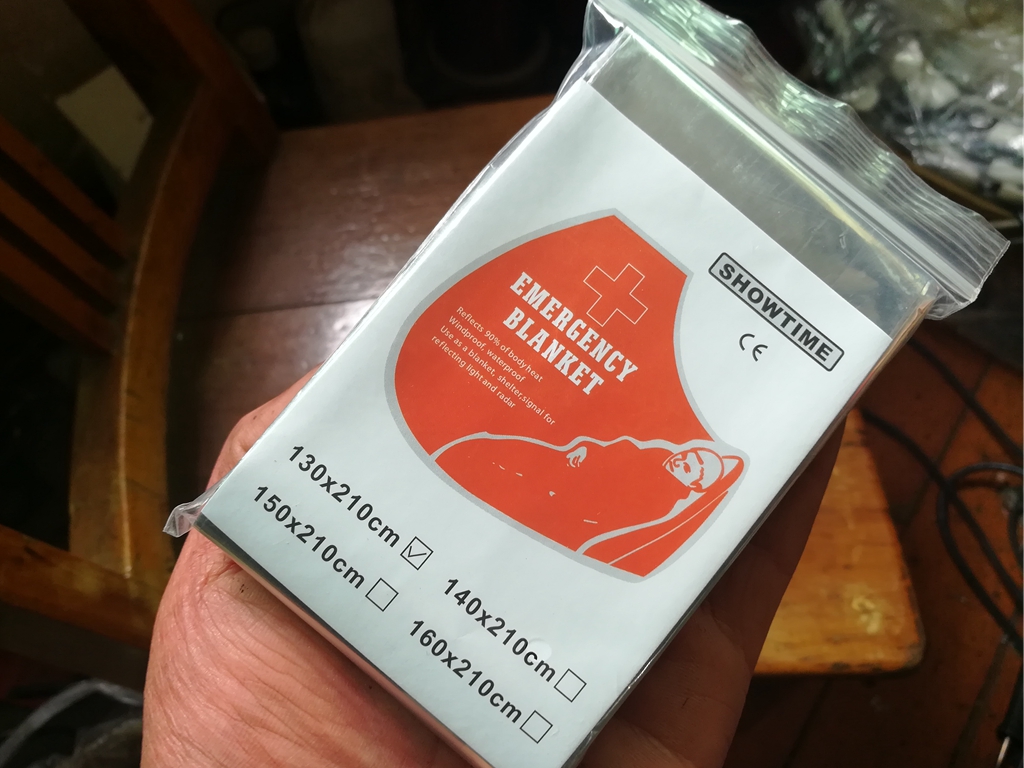 SHOWTIME
CE
EMERGENCY
BLANKET
Reflects 90% of bodyheat
Windproof, waterproof
Use as a blanket, shelter,signal for
reflecting light and radar
130x210cm ☑
140x210cm ☐
150x210cm ☐
160x210cm ☐